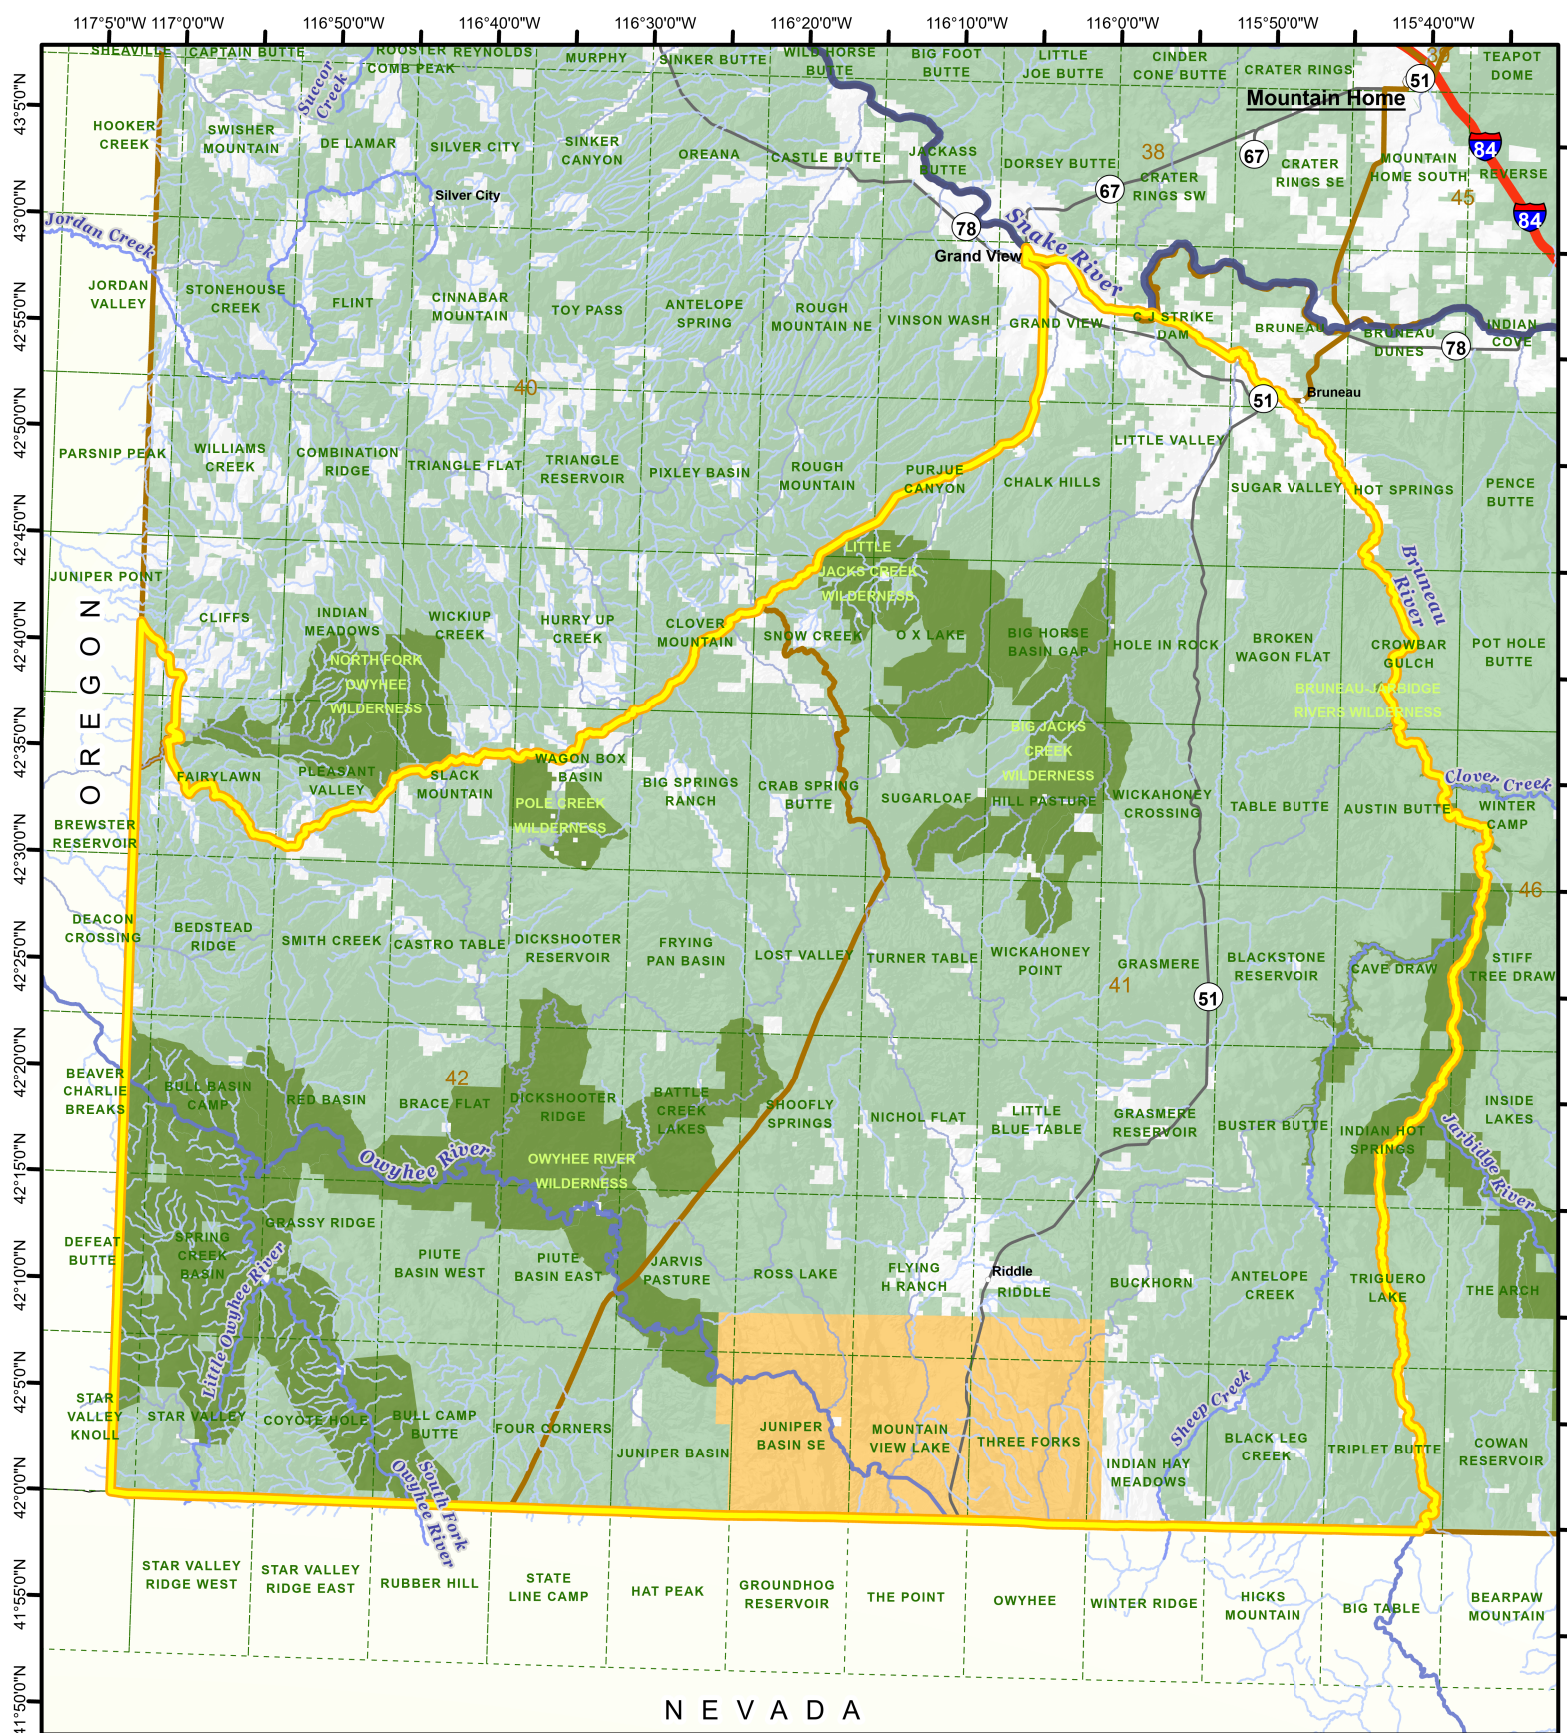 117°5'0"W
117°0'0"W
116°50'0"W
116°40'0"W
116°30'0"W
116°20'0"W
116°10'0"W
116°0'0"W
115°50'0"W
115°40'0"W
43°5'0"N
43°0'0"N
42°55'0"N
42°50'0"N
42°45'0"N
42°40'0"N
42°35'0"N
42°30'0"N
42°25'0"N
42°20'0"N
42°15'0"N
42°10'0"N
42°5'0"N
42°0'0"N
41°55'0"N
41°50'0"N
SHEAVILLE
CAPTAIN BUTTE
ROOSTER
COMB PEAK
REYNOLDS
MURPHY
SINKER BUTTE
WILD HORSE
BUTTE
BIG FOOT
BUTTE
LITTLE
JOE BUTTE
CINDER
CONE BUTTE
CRATER RINGS
39
51
TEAPOT
DOME
Mountain Home
Succor
Creek
HOOKER
CREEK
SWISHER
MOUNTAIN
DE LAMAR
SILVER CITY
SINKER
CANYON
OREANA
CASTLE BUTTE
JACKASS
BUTTE
DORSEY BUTTE
38
CRATER
RINGS SW
67
67
CRATER
RINGS SE
MOUNTAIN
HOME SOUTH
84
REVERSE
45
84
Silver City
Jordan Creek
78
Grand View
Snake River
JORDAN
VALLEY
STONEHOUSE
CREEK
FLINT
CINNABAR
MOUNTAIN
TOY PASS
ANTELOPE
SPRING
ROUGH
MOUNTAIN NE
VINSON WASH
GRAND VIEW
C J STRIKE
DAM
BRUNEAU
BRUNEAU
DUNES
78
INDIAN
COVE
40
51
Bruneau
PARSNIP PEAK
WILLIAMS
CREEK
COMBINATION
RIDGE
TRIANGLE FLAT
TRIANGLE
RESERVOIR
PIXLEY BASIN
ROUGH
MOUNTAIN
PURJUE
CANYON
CHALK HILLS
LITTLE VALLEY
SUGAR VALLEY
HOT SPRINGS
PENCE
BUTTE
LITTLE
JACKS CREEK
WILDERNESS
Bruneau
River
JUNIPER POINT
OREGON
CLIFFS
INDIAN
MEADOWS
WICKIUP
CREEK
HURRY UP
CREEK
CLOVER
MOUNTAIN
SNOW CREEK
O X LAKE
BIG HORSE
BASIN GAP
HOLE IN ROCK
BROKEN
WAGON FLAT
CROWBAR
GULCH
POT HOLE
BUTTE
NORTH FORK
OWYHEE
WILDERNESS
BRUNEAU-JARBIDGE
RIVERS WILDERNESS
BIG JACKS
CREEK
WILDERNESS
FAIRYLAWN
PLEASANT
VALLEY
SLACK
MOUNTAIN
WAGON BOX
BASIN
POLE CREEK
WILDERNESS
BIG SPRINGS
RANCH
CRAB SPRING
BUTTE
SUGARLOAF
HILL PASTURE
WICKAHONEY
CROSSING
TABLE BUTTE
AUSTIN BUTTE
Clover Creek
WINTER
CAMP
BREWSTER
RESERVOIR
46
DEACON
CROSSING
BEDSTEAD
RIDGE
SMITH CREEK
CASTRO TABLE
DICKSHOOTER
RESERVOIR
FRYING
PAN BASIN
LOST VALLEY
TURNER TABLE
WICKAHONEY
POINT
GRASMERE
41
51
BLACKSTONE
RESERVOIR
CAVE DRAW
STIFF
TREE DRAW
BEAVER
CHARLIE
BREAKS
BULL BASIN
CAMP
RED BASIN
42
BRACE FLAT
DICKSHOOTER
RIDGE
BATTLE
CREEK
LAKES
SHOOFLY
SPRINGS
NICHOL FLAT
LITTLE
BLUE TABLE
GRASMERE
RESERVOIR
BUSTER BUTTE
INDIAN HOT
SPRINGS
INSIDE
LAKES
Jarbidge River
Owyhee River
OWYHEE RIVER
WILDERNESS
DEFEAT
BUTTE
SPRING
CREEK
BASIN
GRASSY RIDGE
Little Owyhee River
PIUTE
BASIN WEST
PIUTE
BASIN EAST
JARVIS
PASTURE
ROSS LAKE
FLYING
H RANCH
Riddle
RIDDLE
BUCKHORN
ANTELOPE
CREEK
TRIGUERO
LAKE
THE ARCH
STAR
VALLEY
KNOLL
STAR VALLEY
COYOTE HOLE
BULL CAMP
BUTTE
FOUR CORNERS
JUNIPER BASIN
JUNIPER
BASIN SE
MOUNTAIN
VIEW LAKE
THREE FORKS
INDIAN HAY
MEADOWS
Sheep Creek
BLACK LEG
CREEK
TRIPLET BUTTE
COWAN
RESERVOIR
South Fork
Owyhee River
STAR VALLEY
RIDGE WEST
STAR VALLEY
RIDGE EAST
RUBBER HILL
STATE
LINE CAMP
HAT PEAK
GROUNDHOG
RESERVOIR
THE POINT
OWYHEE
WINTER RIDGE
HICKS
MOUNTAIN
BIG TABLE
BEARPAW
MOUNTAIN
NEVADA